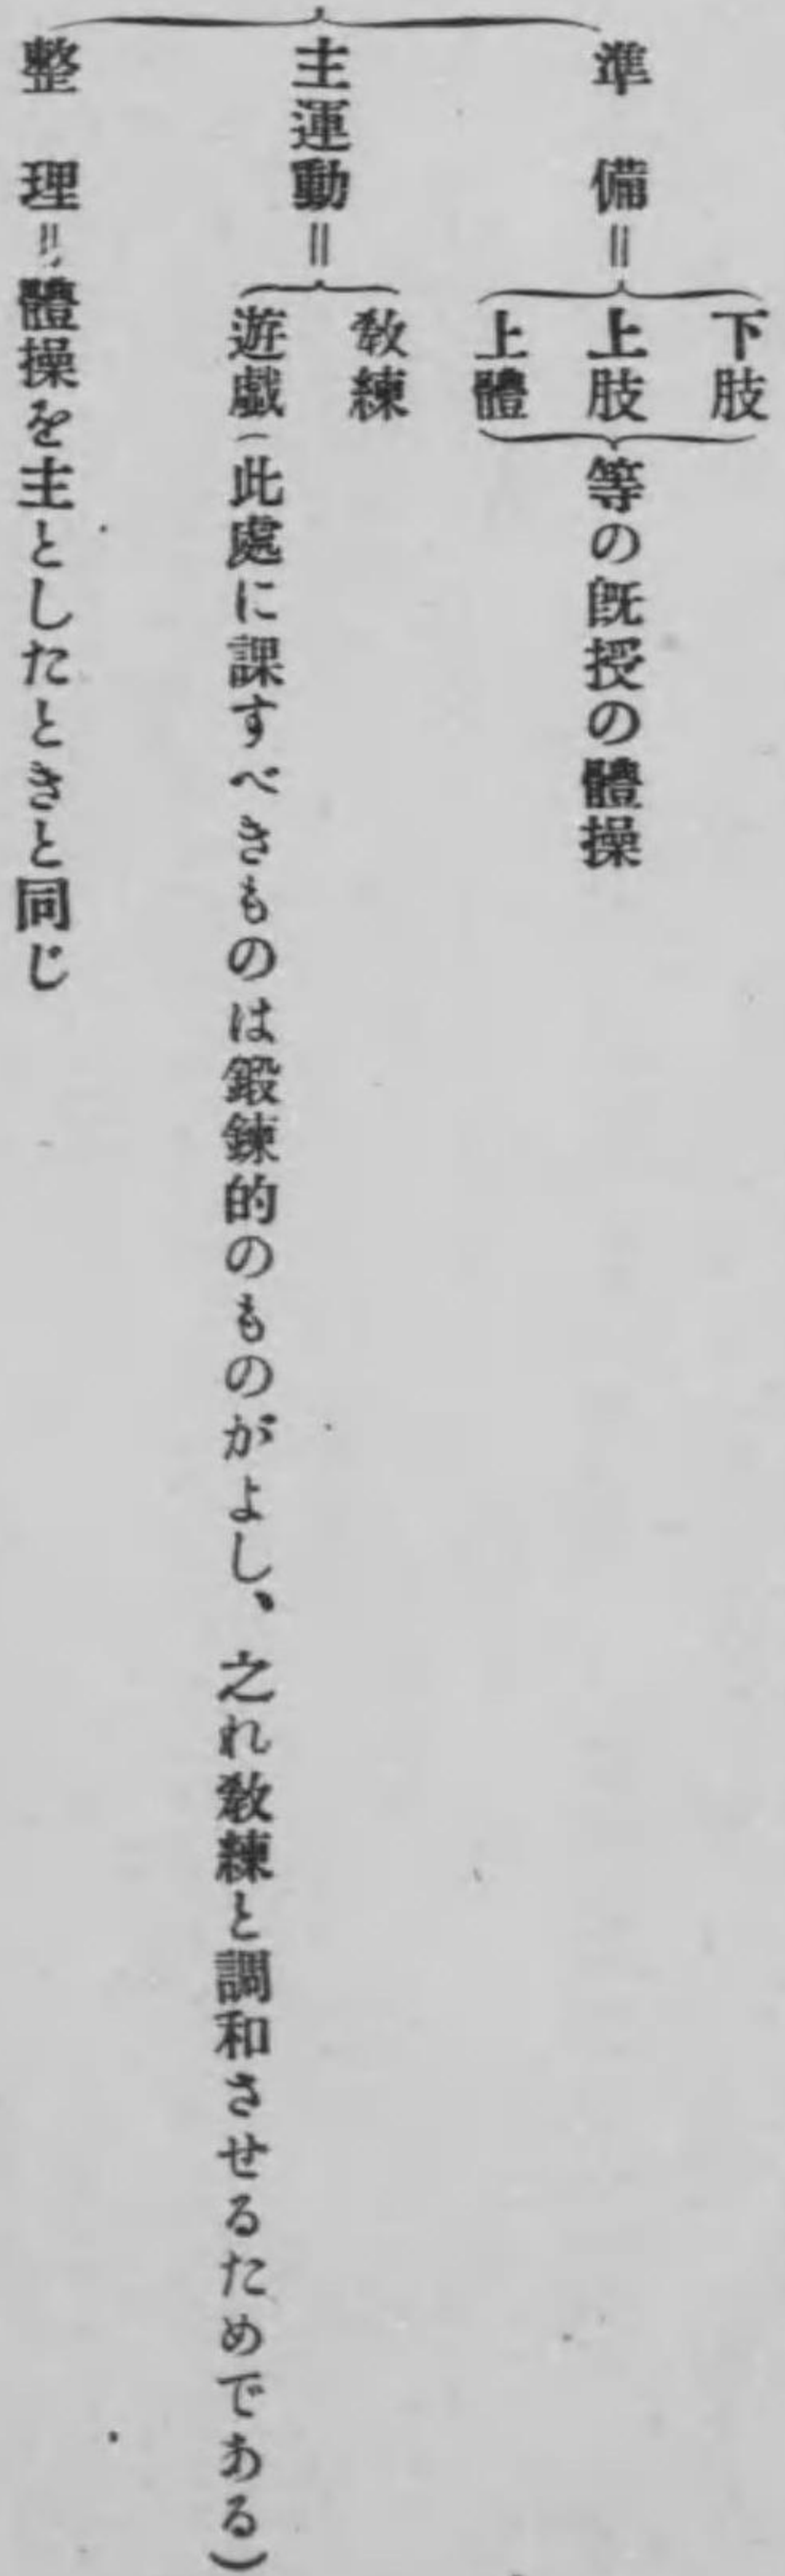 準備＝
下肢
上肢
上體
等の既授の體操
主運動＝
教練
遊戲（此處に課すべきものは鍛錬的のものがよし、之れ教練と調和させるためである）
整理＝體操を主としたときと同じ